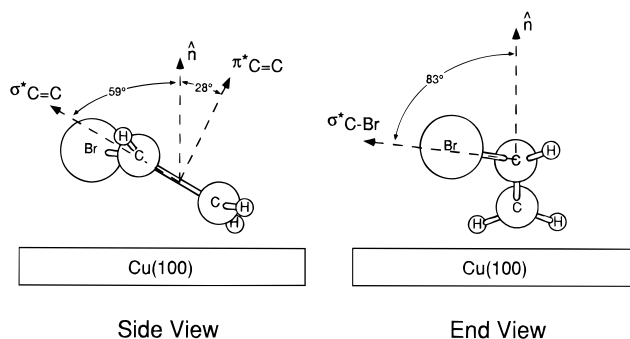 n̂
π*C=C
59°
28°
σ*C=C
H
Br
C
C
H
H
Cu(100)
Side View
n̂
83°
σ*C-Br
Br
C
H
C
H
H
Cu(100)
End View